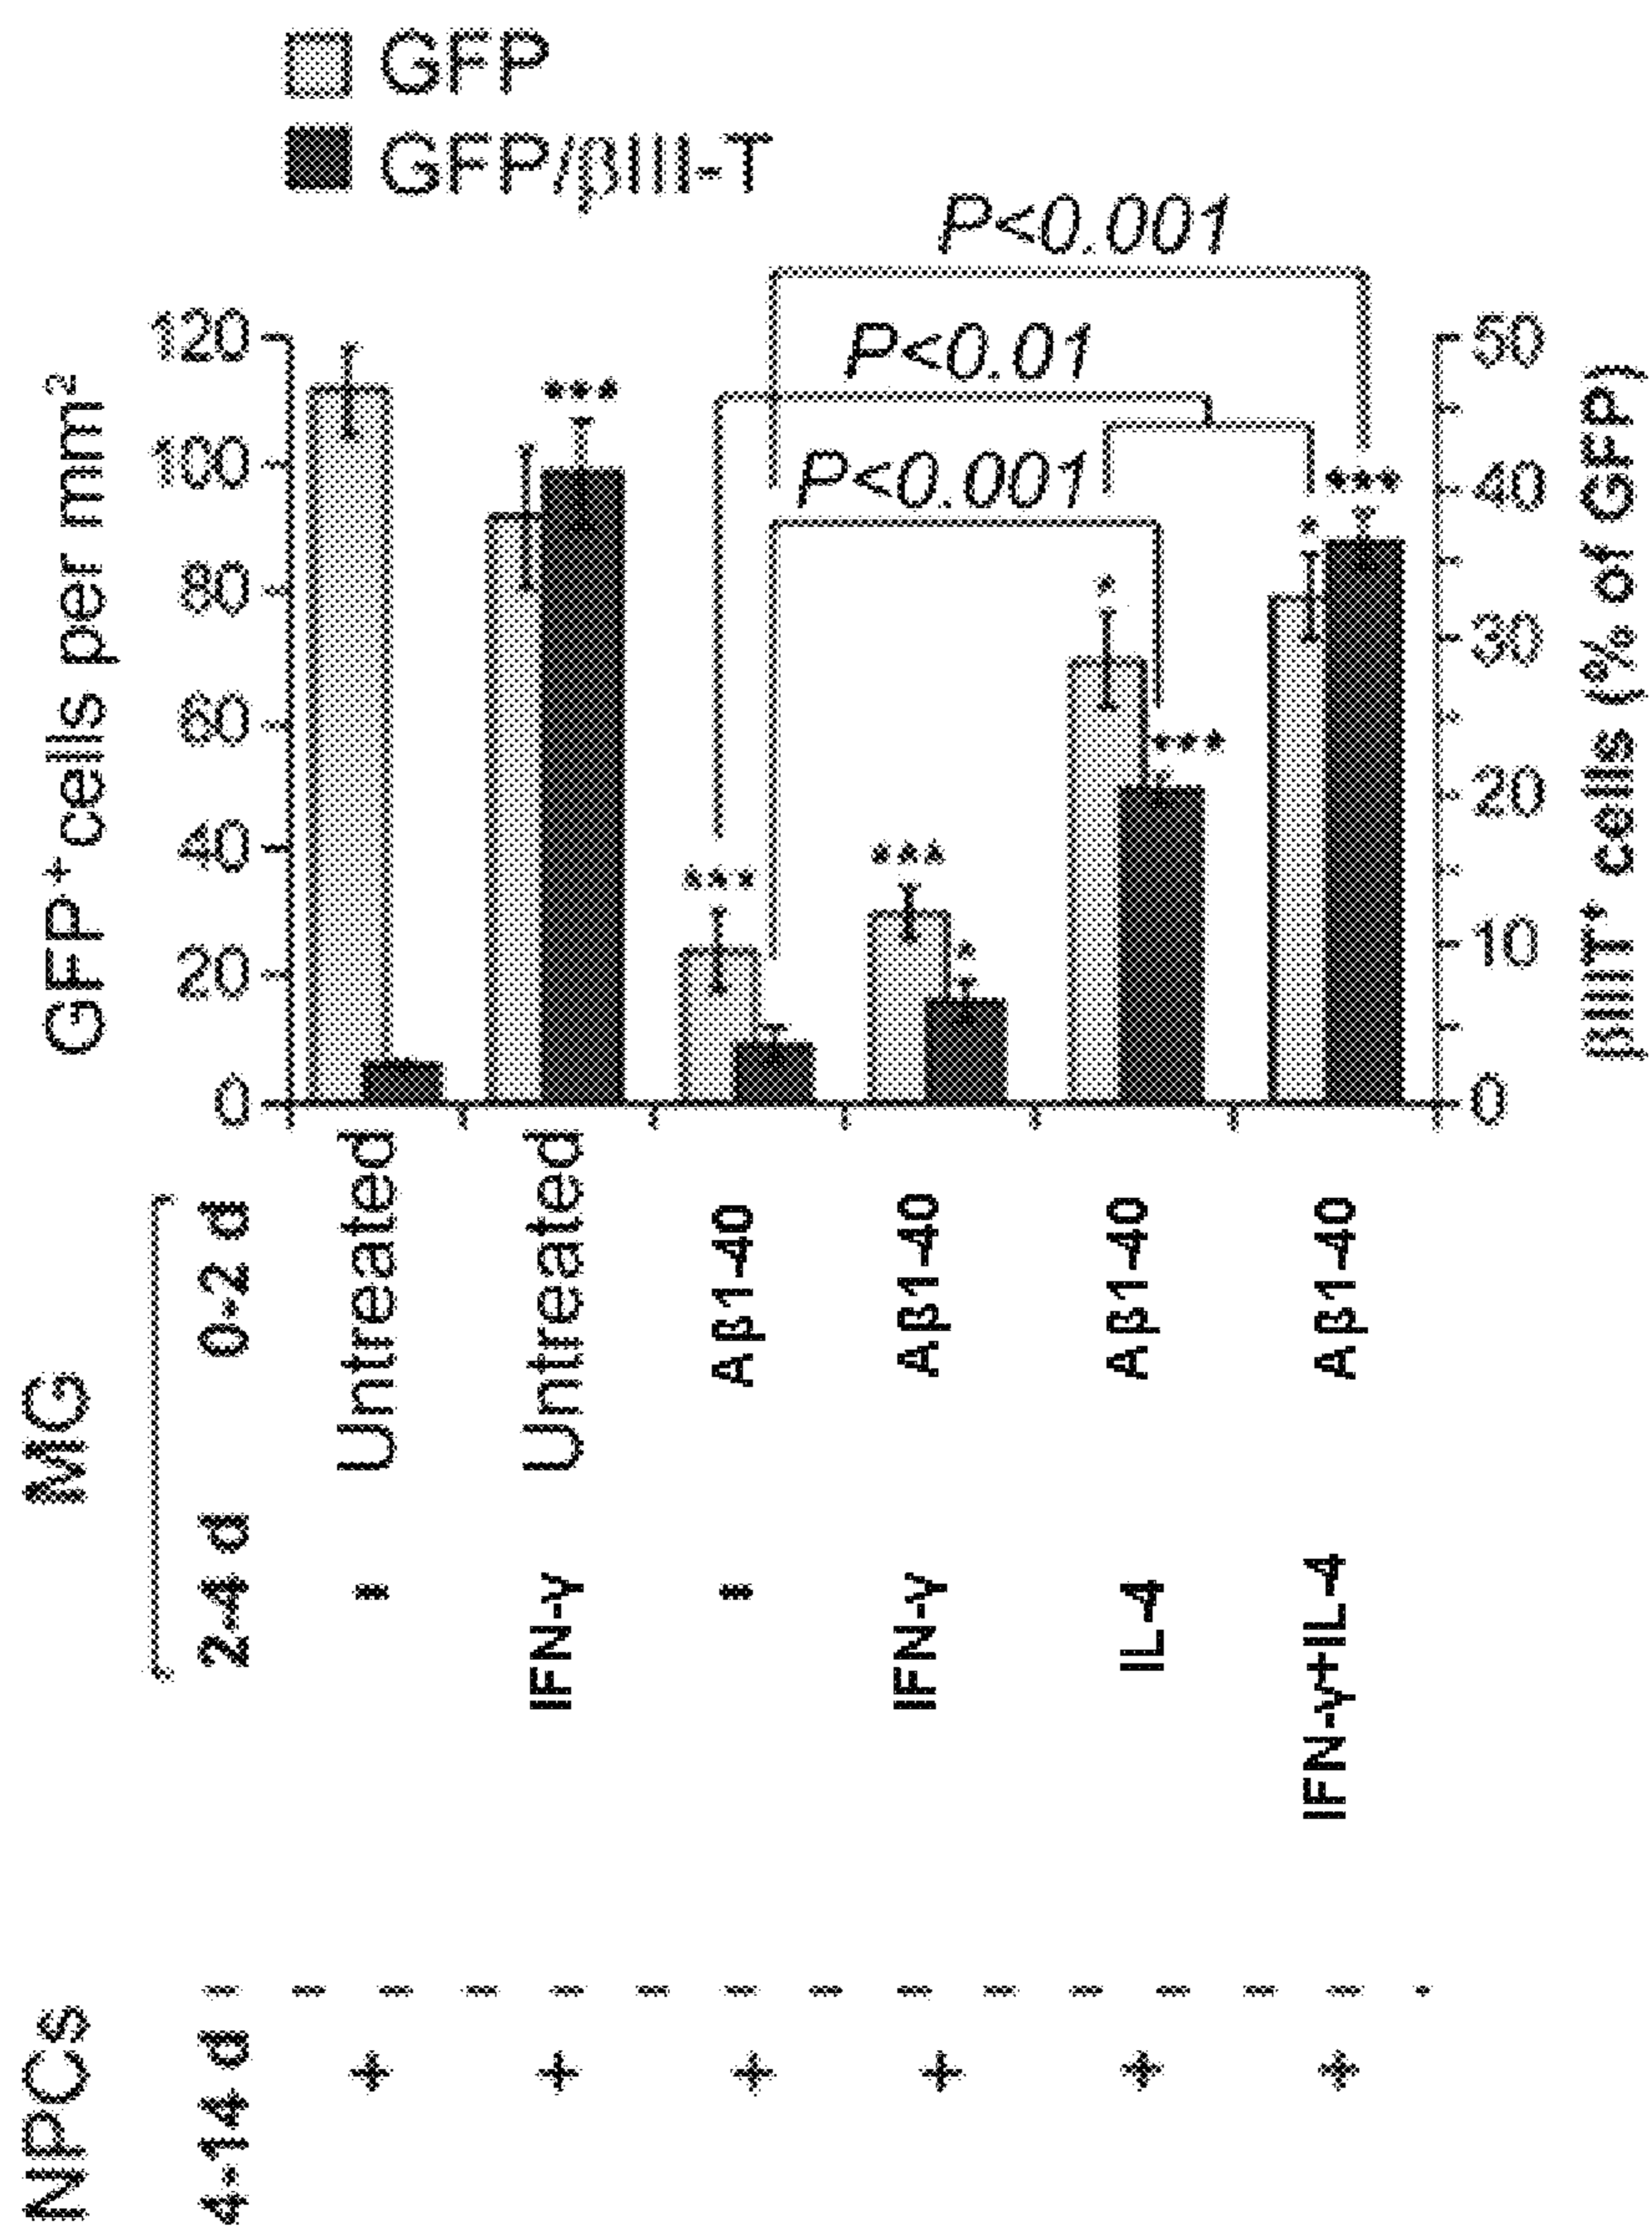 GFP
GFP/βIII-T
P<0.001
P<0.01
P<0.001
GFP⁺ cells per mm²
120
100
80
60
40
20
0
βIIIT⁺ cells (% of GFP)
50
40
30
20
10
0
***
***
***
*
*
***
*
***
MG
0-2 d
Untreated
Untreated
Aβ1-40
Aβ1-40
Aβ1-40
Aβ1-40
2-4 d
-
IFN-γ
-
IFN-γ
IL-4
IFN-γ+IL-4
NPCs
4-14 d
+
+
+
+
+
+